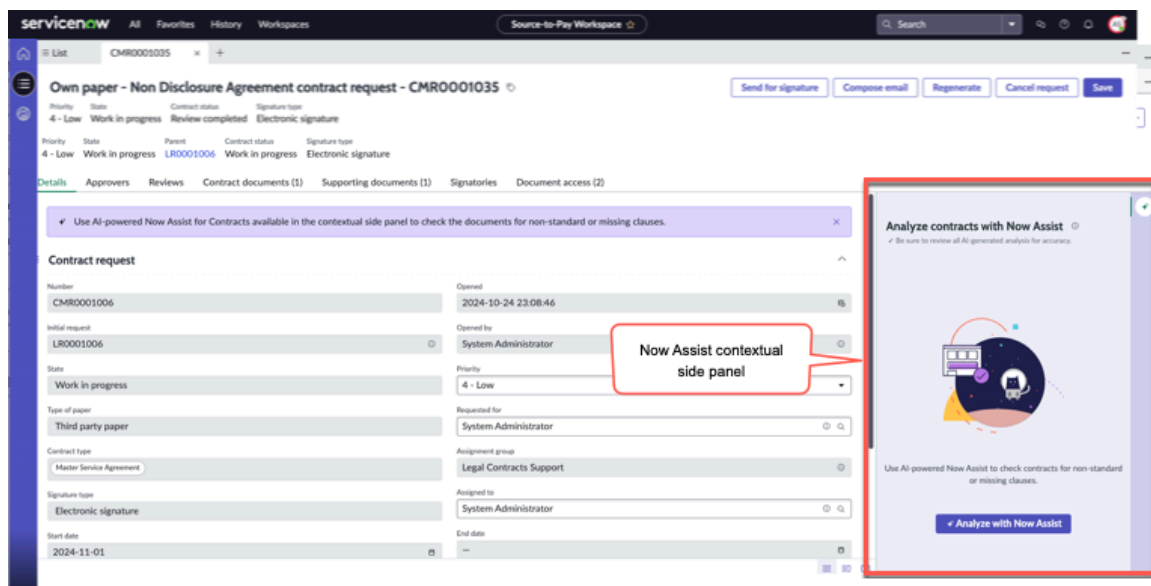 servicenow All Favorites History Workspaces Source-to-Pay Workspace Search
List CMR0001035
Own paper - Non Disclosure Agreement contract request - CMR0001035
Send for signature Compose email Regenerate Cancel request Save
Priority State Contract status Signature type
4 - Low Work in progress Review completed Electronic signature
Priority State Parent Contract status Signature type
4 - Low Work in progress LR0001006 Work in progress Electronic signature
Details Approvers Reviews Contract documents (1) Supporting documents (1) Signatories Document access (2)
Use AI-powered Now Assist for Contracts available in the contextual side panel to check the documents for non-standard or missing clauses.
Contract request
Number
CMR0001006
Initial request
LR0001006
State
Work in progress
Type of paper
Third party paper
Contract type
Master Service Agreement
Signature type
Electronic signature
Start date
2024-11-01
Opened
2024-10-24 23:08:46
Opened by
System Administrator
Priority
4 - Low
Requested for
System Administrator
Assignment group
Legal Contracts Support
Assigned to
System Administrator
End date
—
Now Assist contextual
side panel
Analyze contracts with Now Assist
Be sure to review all AI-generated analysis for accuracy.
Use AI-powered Now Assist to check contracts for non-standard
or missing clauses.
Analyze with Now Assist